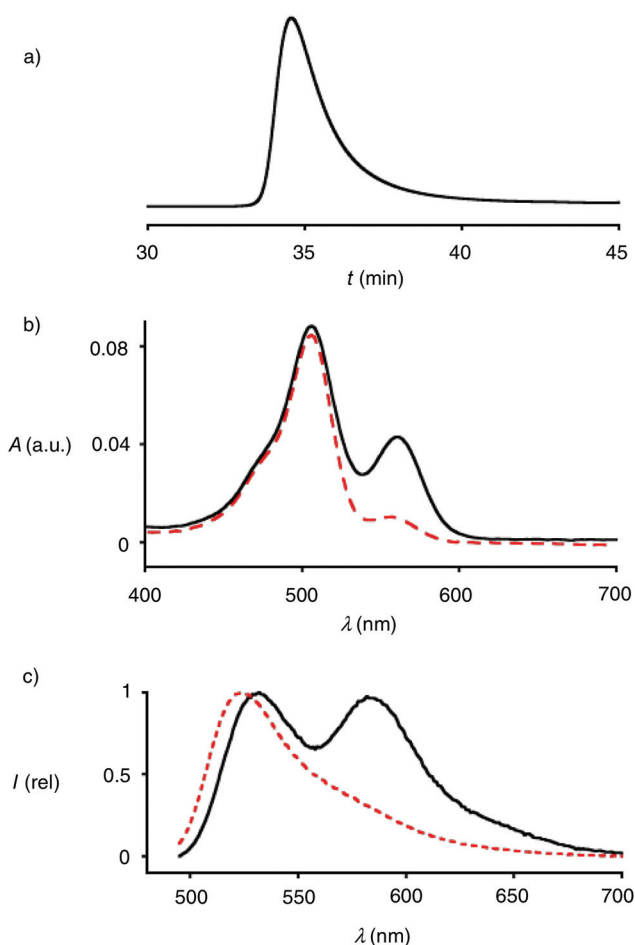 a)
30 35 40 45
t (min)
b)
0.08
A (a.u.) 0.04
0
400 500 600 700
λ (nm)
c)
1
I (rel) 0.5
0
500 550 600 650 700
λ (nm)